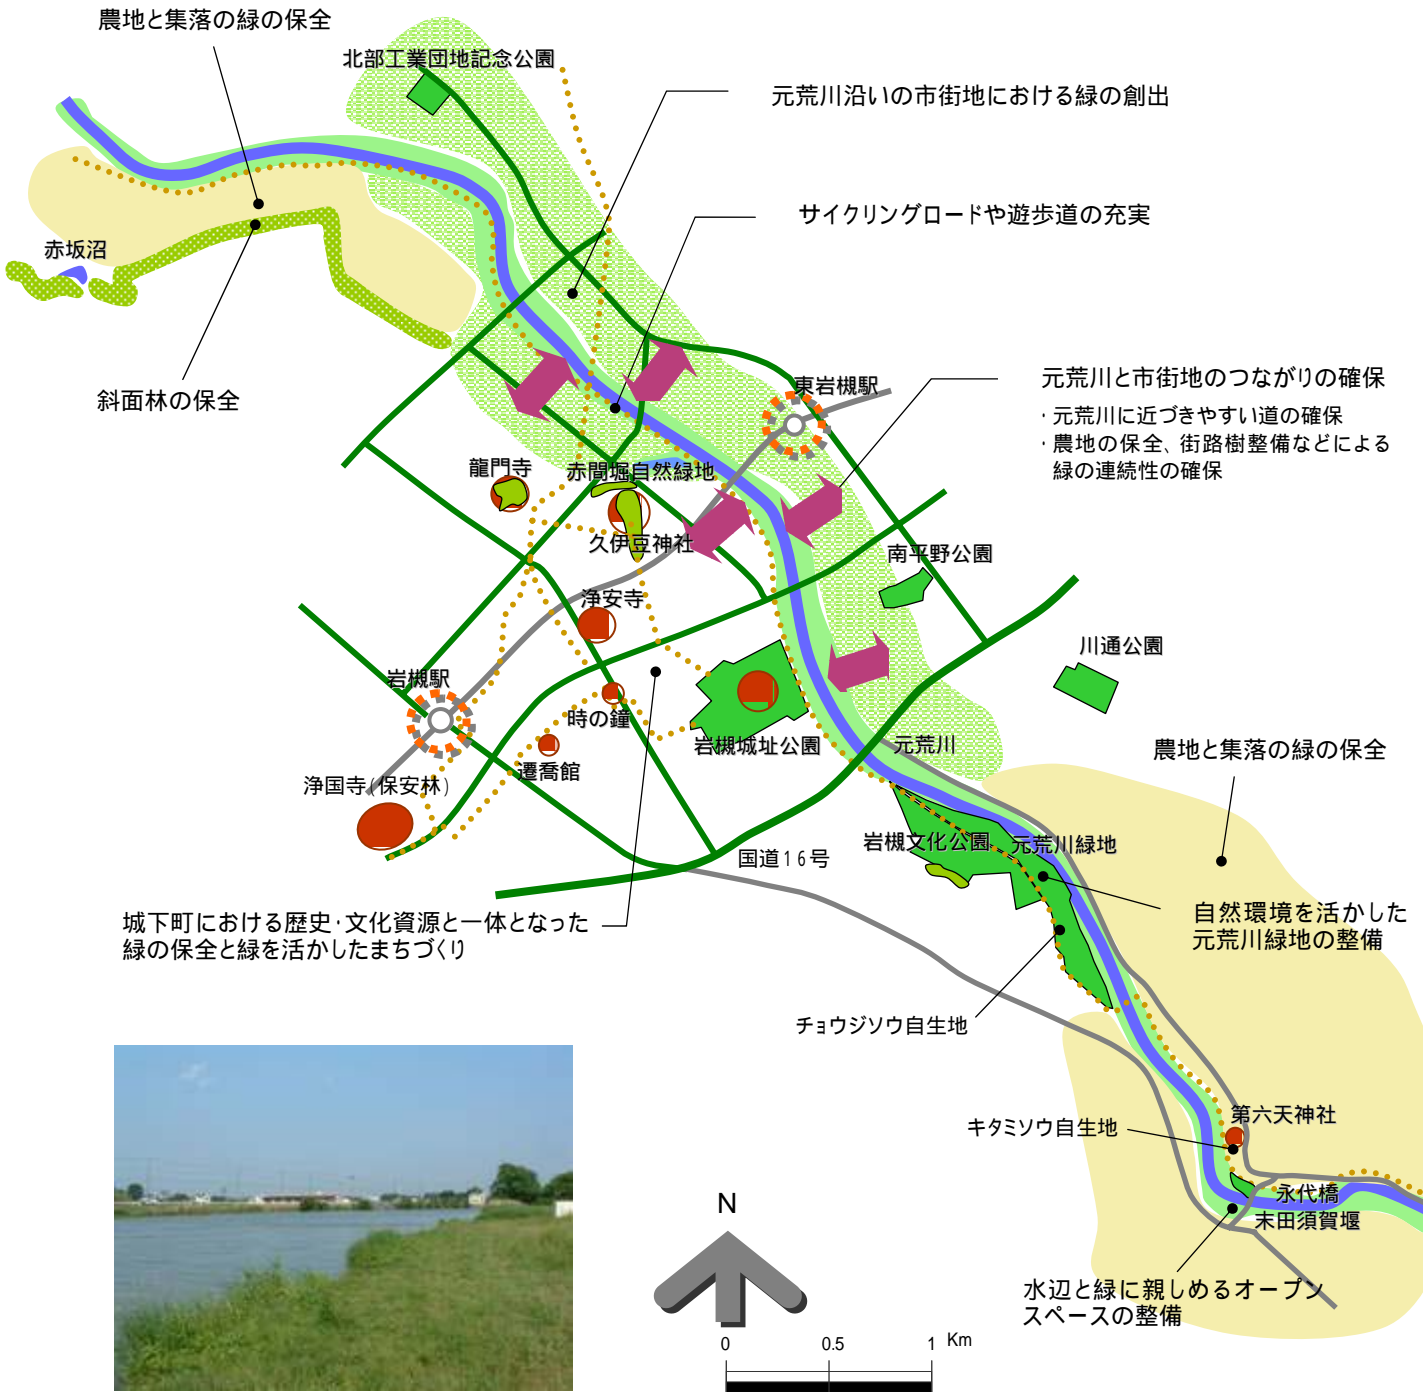 農地と集落の緑の保全
北部工業団地記念公園
元荒川沿いの市街地における緑の創出
サイクリングロードや遊歩道の充実
赤坂沼
斜面林の保全
東岩槻駅
元荒川と市街地のつながりの確保
・元荒川に近づきやすい道の確保
・農地の保全、街路樹整備などによる
緑の連続性の確保
龍門寺
赤間堀自然緑地
久伊豆神社
南平野公園
浄安寺
川通公園
岩槻駅
時の鐘
岩槻城址公園
元荒川
農地と集落の緑の保全
遷喬館
浄国寺(保安林)
岩槻文化公園
元荒川緑地
国道16号
城下町における歴史・文化資源と一体となった
緑の保全と緑を活かしたまちづくり
自然環境を活かした
元荒川緑地の整備
チョウジソウ自生地
第六天神社
キタミソウ自生地
永代橋
末田須賀堰
N
水辺と緑に親しめるオープン
スペースの整備
0 0.5 1 Km